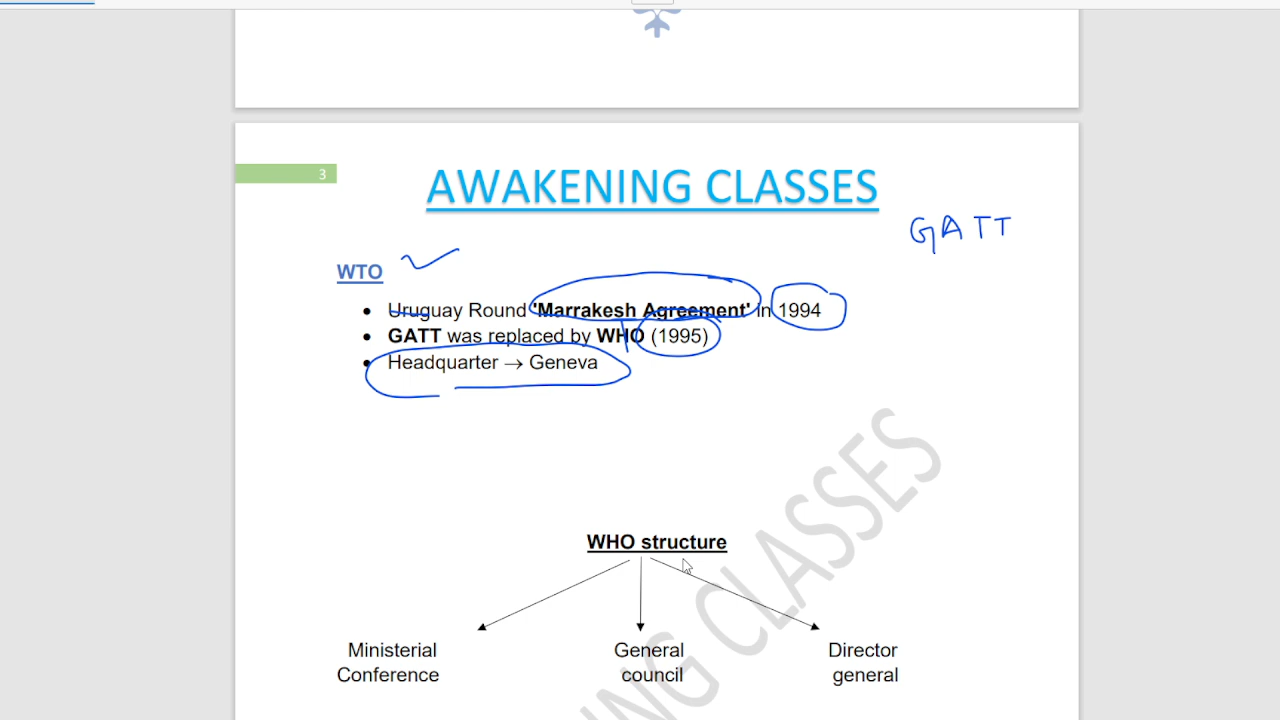 3
AWAKENING CLASSES
GATT
WTO
• Uruguay Round 'Marrakesh Agreement' in 1994
• GATT was replaced by WHO (1995)
T
• Headquarter → Geneva
WHO structure
Ministerial Conference
General council
Director general
NING CLASSES